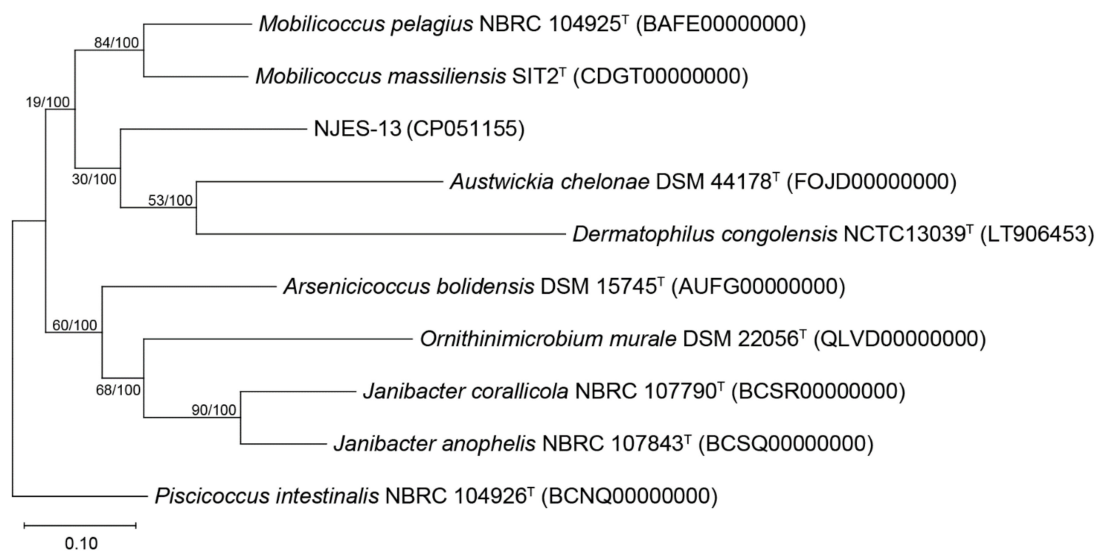 Mobilicoccus pelagius NBRC 104925ᵀ (BAFE00000000)
84/100
Mobilicoccus massiliensis SIT2ᵀ (CDGT00000000)
19/100
NJES-13 (CP051155)
30/100
Austwickia chelonae DSM 44178ᵀ (FOJD00000000)
53/100
Dermatophilus congolensis NCTC13039ᵀ (LT906453)
Arsenicicoccus bolidensis DSM 15745ᵀ (AUFG00000000)
60/100
Ornithinimicrobium murale DSM 22056ᵀ (QLVD00000000)
68/100
Janibacter corallicola NBRC 107790ᵀ (BCSR00000000)
90/100
Janibacter anophelis NBRC 107843ᵀ (BCSQ00000000)
Piscicoccus intestinalis NBRC 104926ᵀ (BCNQ00000000)
0.10